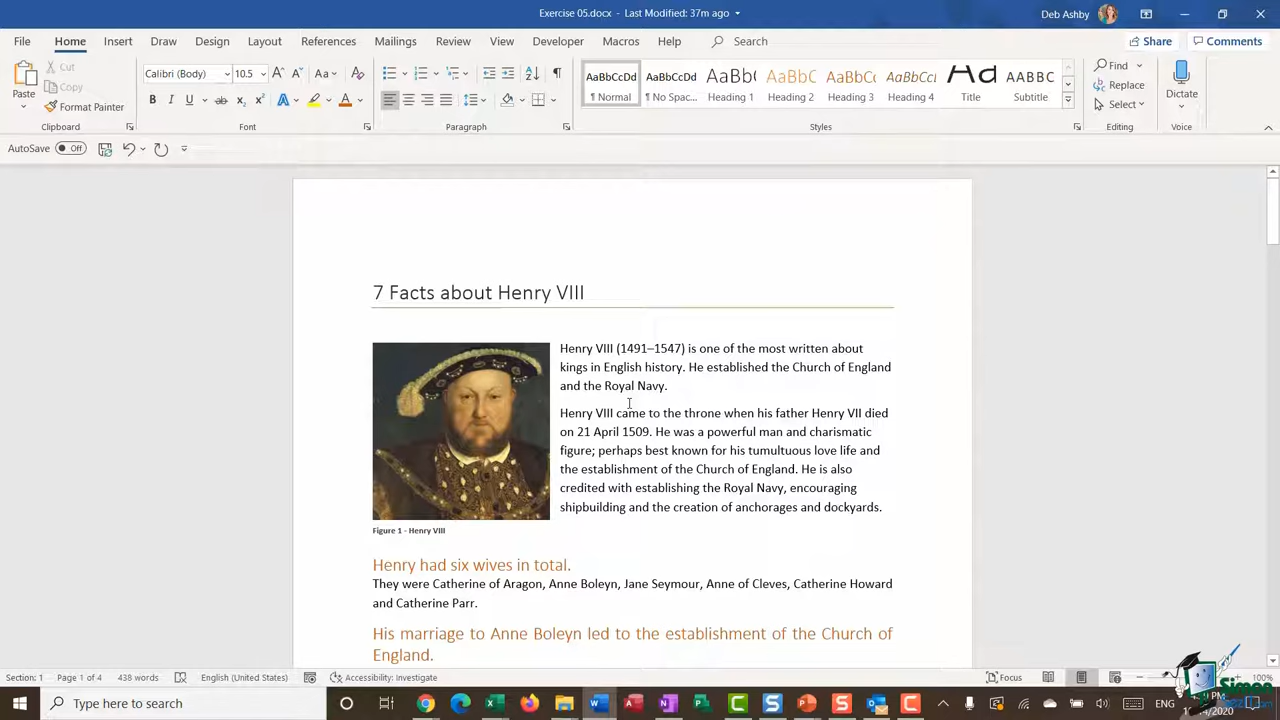 Exercise 05.docx - Last Modified: 37m ago
Deb Ashby
File Home Insert Draw Design Layout References Mailings Review View Developer Macros Help Search Share Comments
Paste
Cut
Copy
Format Painter
Clipboard
Calibri (Body) 10.5
Font
Paragraph
AaBbCcDd AaBbCcDd AaBbC AaBbC AaBbC AaBbCc Ad AABBC
¶ Normal ¶ No Spac... Heading 1 Heading 2 Heading 3 Heading 4 Title Subtitle
Styles
Find
Replace
Select
Editing
Dictate
Voice
AutoSave Off
7 Facts about Henry VIII
Henry VIII (1491–1547) is one of the most written about
kings in English history. He established the Church of England
and the Royal Navy.
Henry VIII came to the throne when his father Henry VII died
on 21 April 1509. He was a powerful man and charismatic
figure; perhaps best known for his tumultuous love life and
the establishment of the Church of England. He is also
credited with establishing the Royal Navy, encouraging
shipbuilding and the creation of anchorages and dockyards.
Figure 1 - Henry VIII
Henry had six wives in total.
They were Catherine of Aragon, Anne Boleyn, Jane Seymour, Anne of Cleves, Catherine Howard
and Catherine Parr.
His marriage to Anne Boleyn led to the establishment of the Church of
England.
Section: 1 Page 1 of 4 438 words English (United States) Accessibility: Investigate Focus 100%
Type here to search
ENG